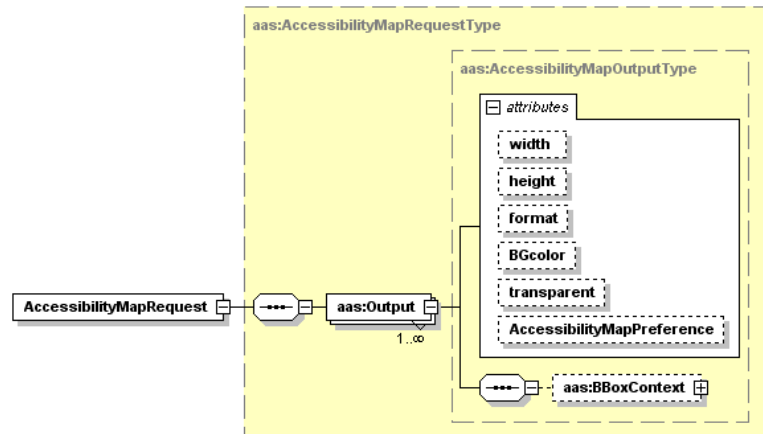 aas:AccessibilityMapRequestType
aas:AccessibilityMapOutputType
attributes
width
height
format
BGcolor
transparent
AccessibilityMapPreference
AccessibilityMapRequest
aas:Output
1..∞
aas:BBoxContext